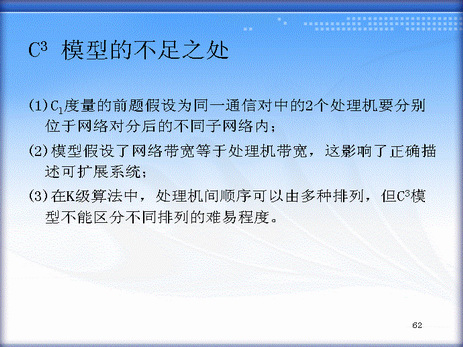 C³ 模型的不足之处
(1)C₁度量的前题假设为同一通信对中的2个处理机要分别
位于网络对分后的不同子网络内；
(2)模型假设了网络带宽等于处理机带宽，这影响了正确描
述可扩展系统；
(3)在K级算法中，处理机间顺序可以由多种排列，但C³模
型不能区分不同排列的难易程度。
62